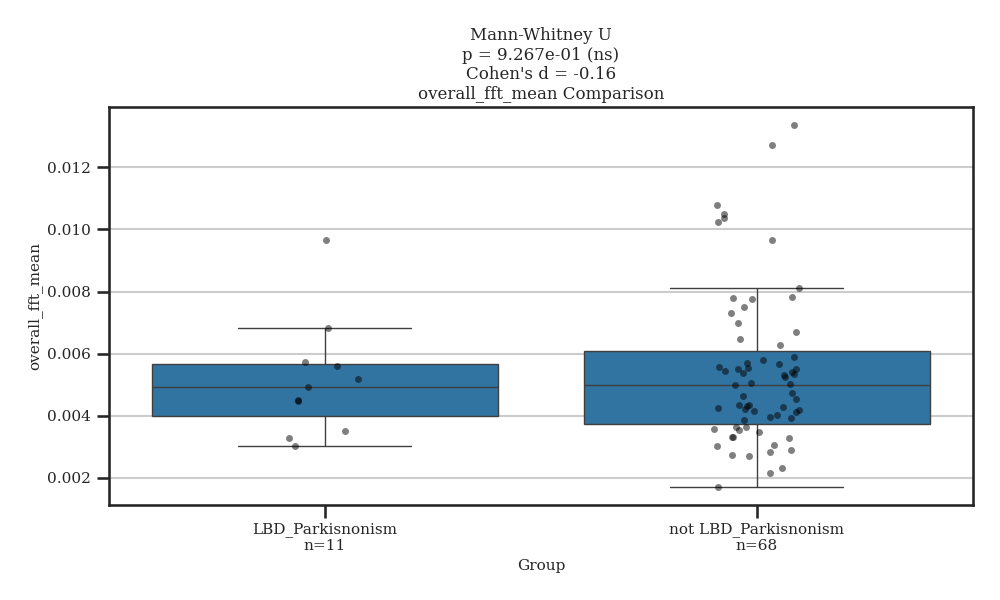 Mann-Whitney U
p = 9.267e-01 (ns)
Cohen's d = -0.16
overall_fft_mean Comparison
0.012
0.010
0.008
0.006
0.004
0.002
overall_fft_mean
LBD_Parkisnonism
n=11
not LBD_Parkisnonism
n=68
Group